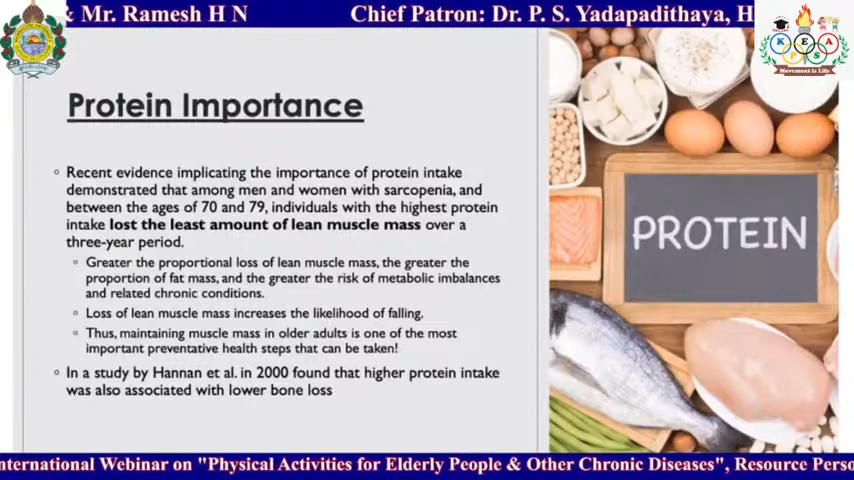 & Mr. Ramesh H N Chief Patron: Dr. P. S. Yadapadithaya, H
K E A
P S
Movement is Life
Protein Importance
Recent evidence implicating the importance of protein intake
demonstrated that among men and women with sarcopenia, and
between the ages of 70 and 79, individuals with the highest protein
intake lost the least amount of lean muscle mass over a
three-year period.
Greater the proportional loss of lean muscle mass, the greater the
proportion of fat mass, and the greater the risk of metabolic imbalances
and related chronic conditions.
Loss of lean muscle mass increases the likelihood of falling.
Thus, maintaining muscle mass in older adults is one of the most
important preventative health steps that can be taken!
In a study by Hannan et al. in 2000 found that higher protein intake
was also associated with lower bone loss
PROTEIN
nternational Webinar on "Physical Activities for Elderly People & Other Chronic Diseases", Resource Perso